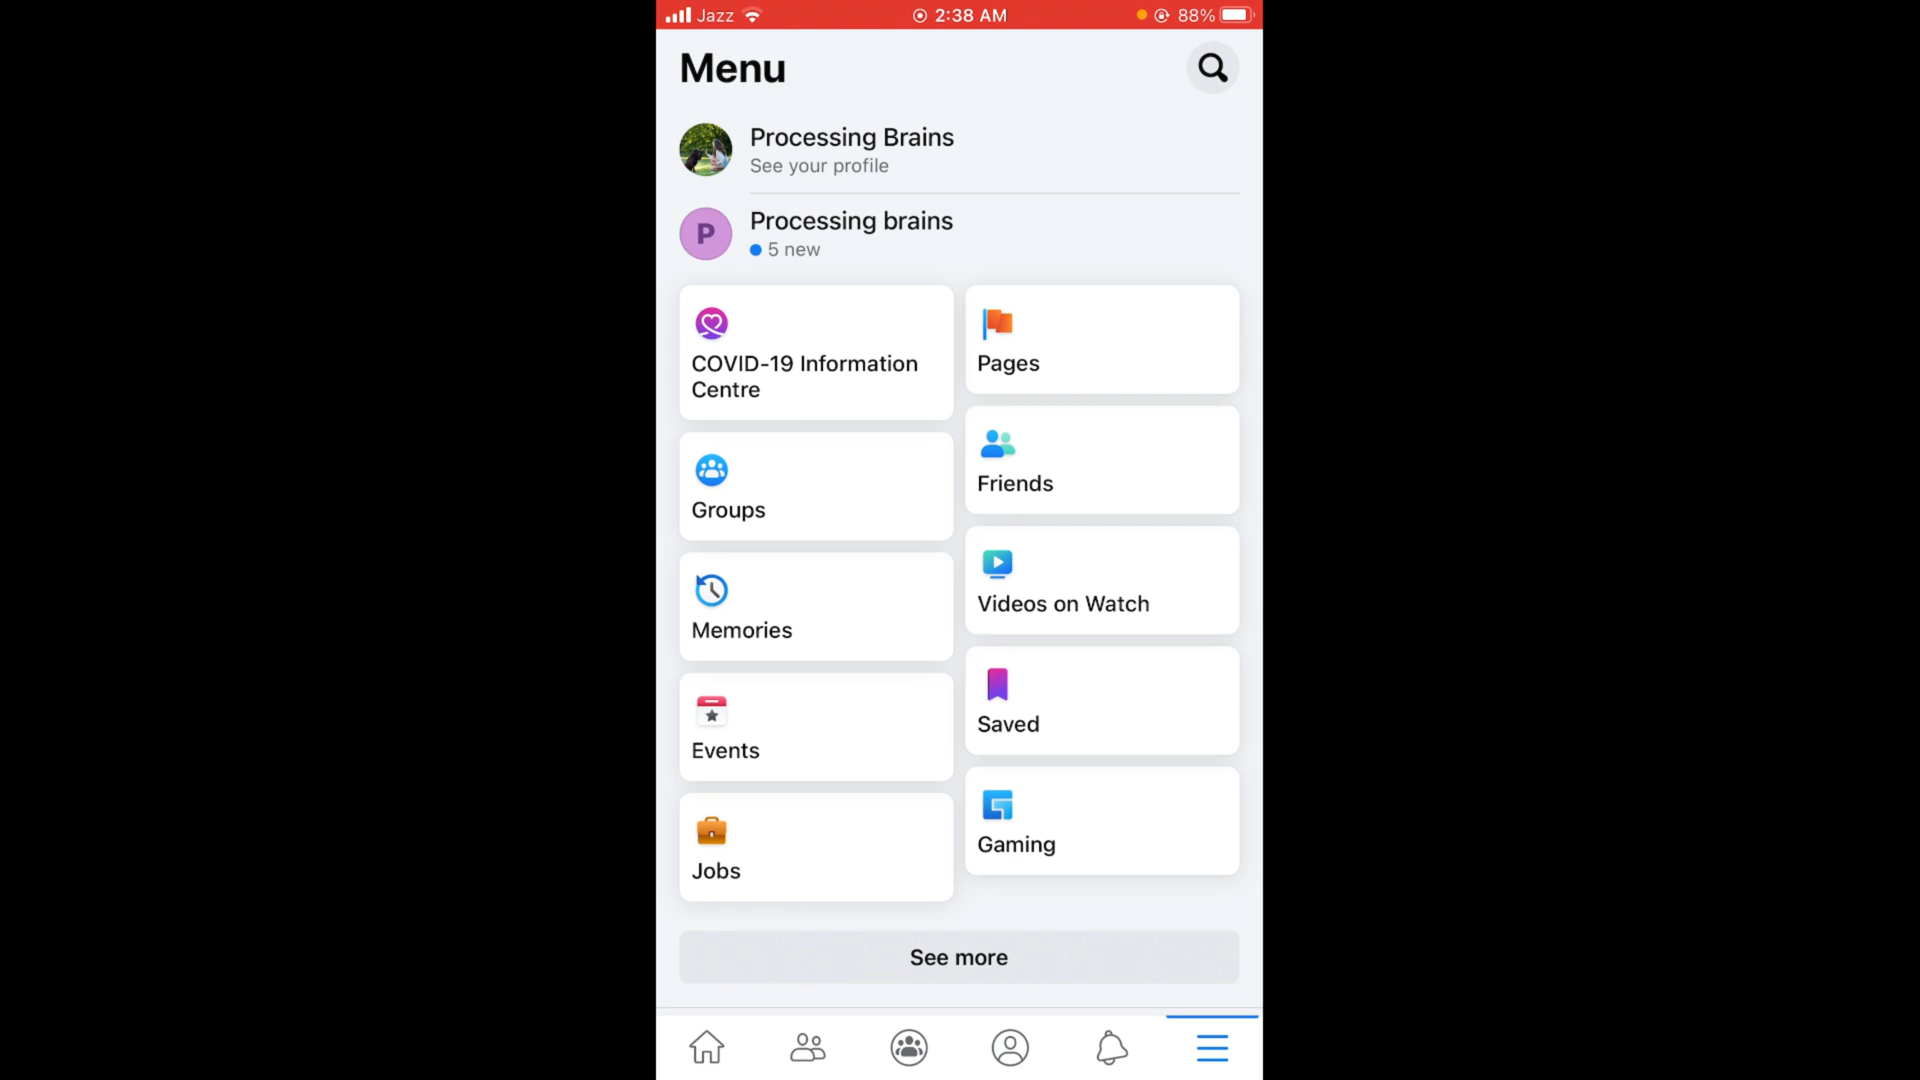 Jazz 2:38 AM 88%
Menu
Processing Brains
See your profile
P
Processing brains
5 new
COVID-19 Information
Centre
Pages
Groups
Friends
Memories
Videos on Watch
Events
Saved
Jobs
Gaming
See more